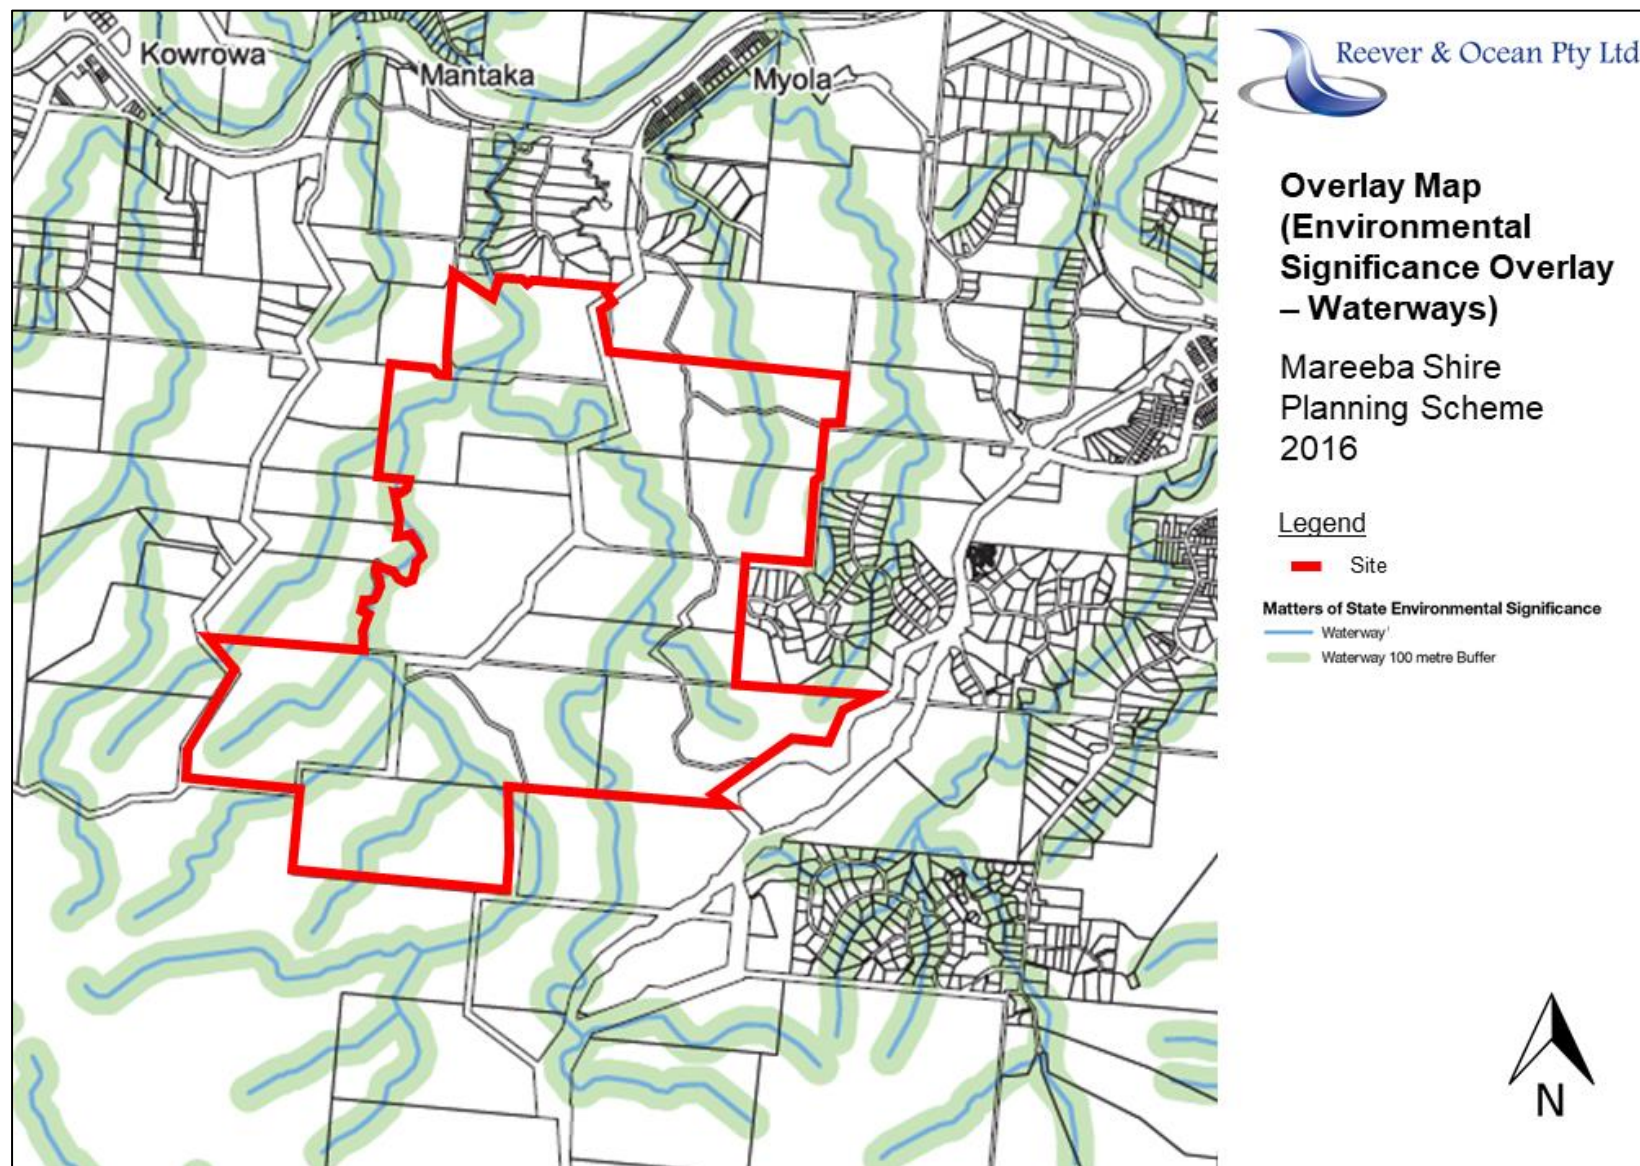 Kowrowa
Mantaka
Myola
Reever & Ocean Pty Ltd
Overlay Map
(Environmental
Significance Overlay
– Waterways)
Mareeba Shire
Planning Scheme
2016
Legend
Site
Matters of State Environmental Significance
Waterway¹
Waterway 100 metre Buffer
N